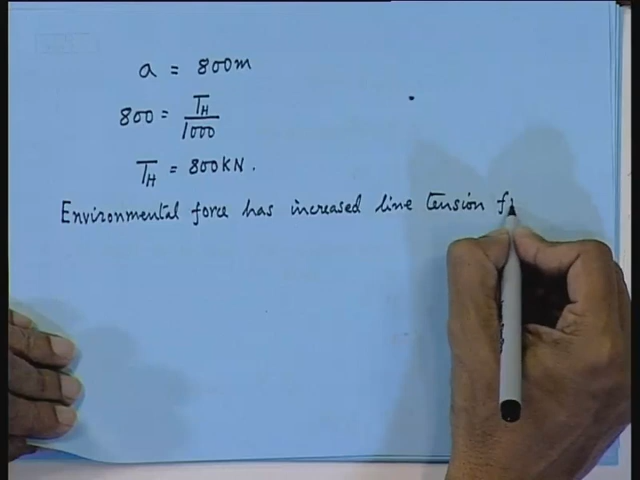 a = 800m
800 = T_H / 1000
T_H = 800 kN.
Environmental force has increased line tension f